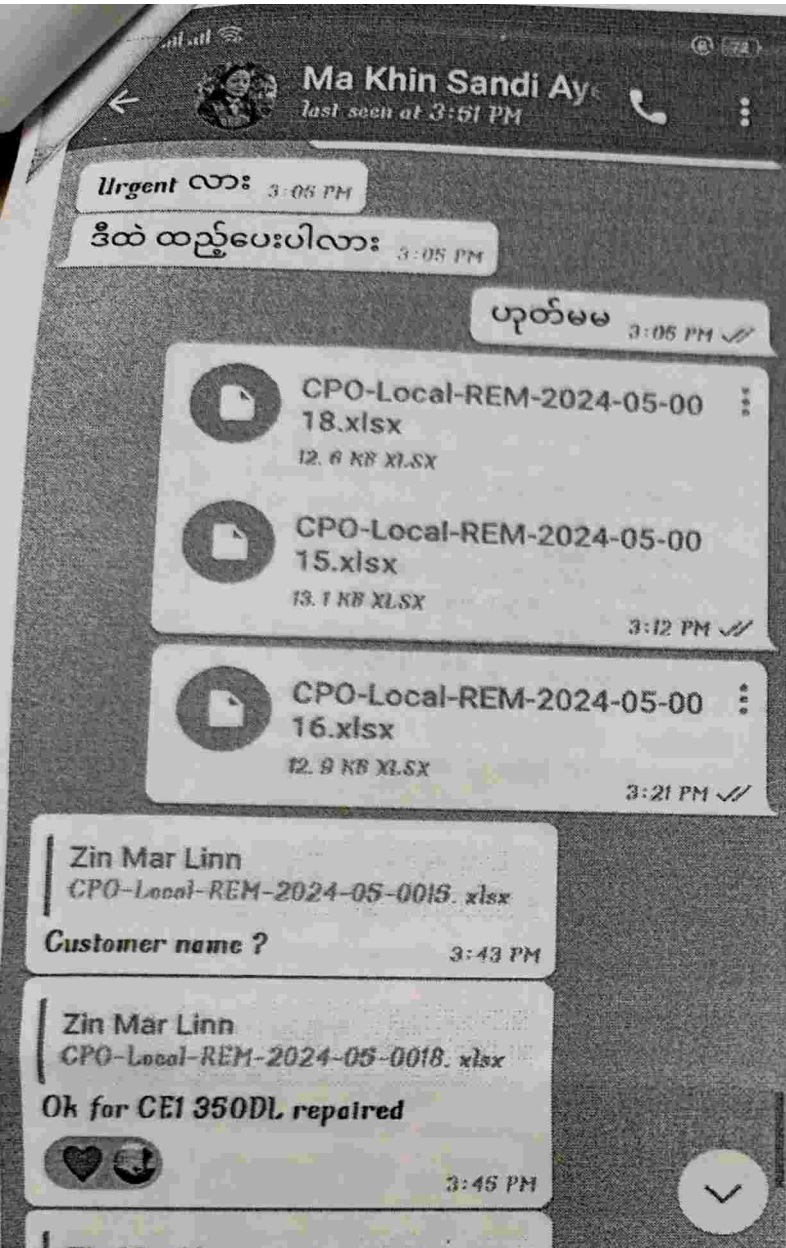 72
Ma Khin Sandi Ay
last seen at 3:51 PM
Urgent လား 3:05 PM
ဒီထဲ ထည့်ပေးပါလား 3:05 PM
ဟုတ်မမ 3:05 PM
CPO-Local-REM-2024-05-00
18.xlsx
12.6 KB XLSX
CPO-Local-REM-2024-05-00
15.xlsx
13.1 KB XLSX
3:12 PM
CPO-Local-REM-2024-05-00
16.xlsx
12.9 KB XLSX
3:21 PM
Zin Mar Linn
CPO-Local-REM-2024-05-0015.xlsx
Customer name ? 3:43 PM
Zin Mar Linn
CPO-Local-REM-2024-05-0018.xlsx
Ok for CE1 350DL repaired
3:45 PM